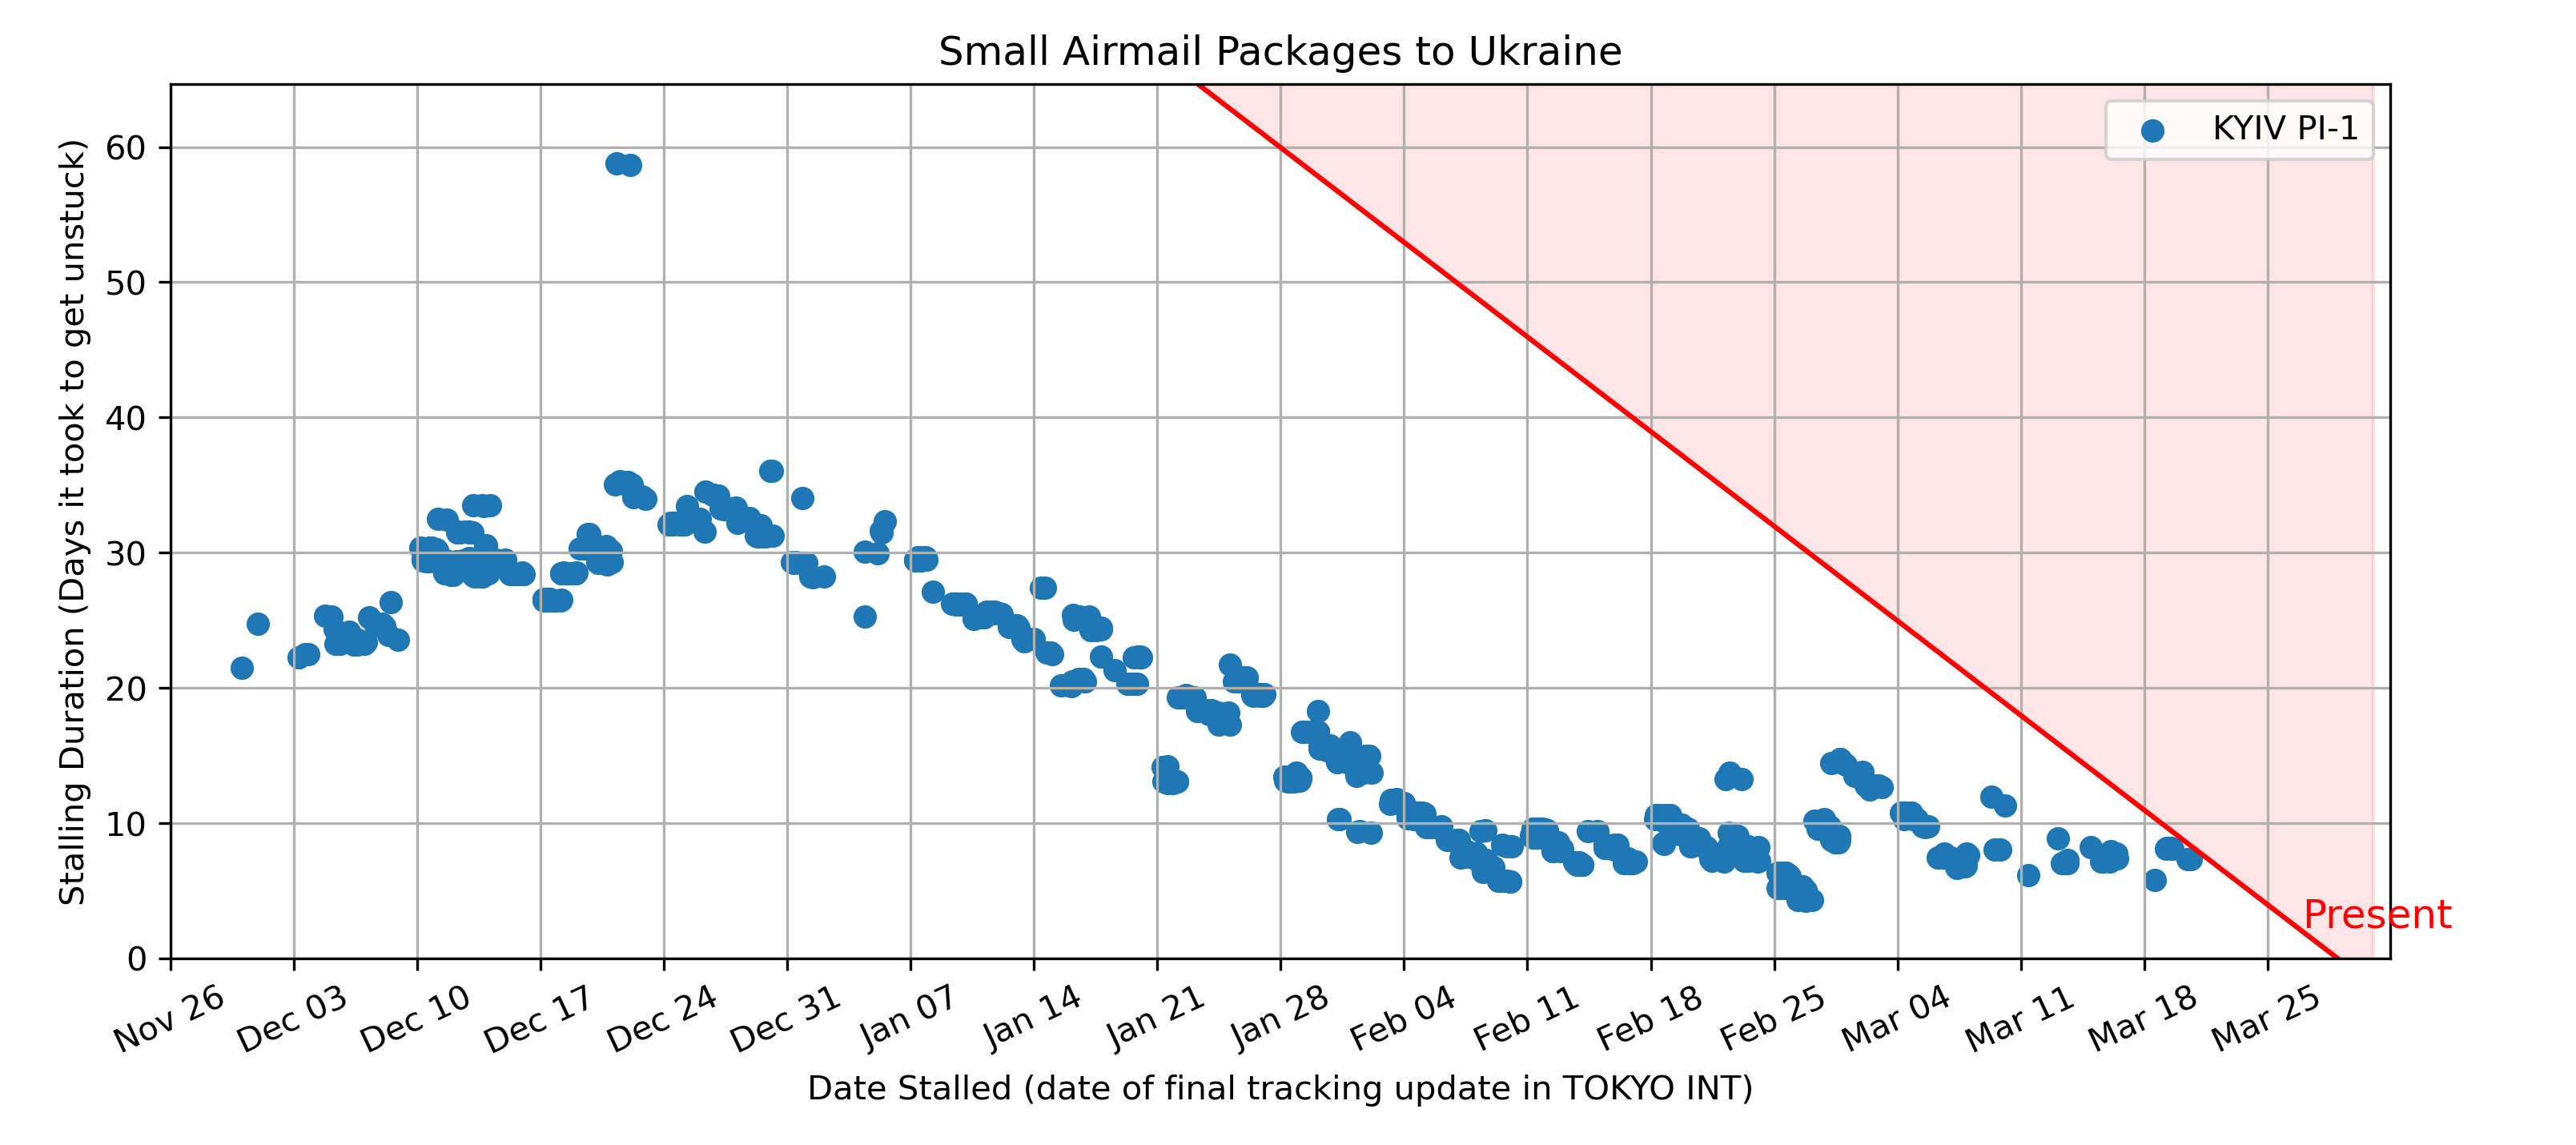 Small Airmail Packages to Ukraine
KYIV PI-1
Stalling Duration (Days it took to get unstuck)
60
50
40
30
20
10
0
Present
Nov 26
Dec 03
Dec 10
Dec 17
Dec 24
Dec 31
Jan 07
Jan 14
Jan 21
Jan 28
Feb 04
Feb 11
Feb 18
Feb 25
Mar 04
Mar 11
Mar 18
Mar 25
Date Stalled (date of final tracking update in TOKYO INT)